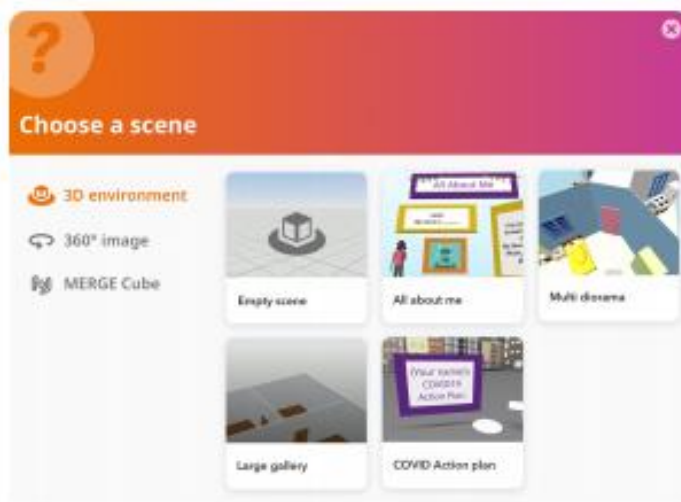 ?
Choose a scene
3D environment
360° image
MERGE Cube
All About Me
Empty scene
All about me
Multi diorama
(Your name)'s
COVID19
Action Plan
Large gallery
COVID Action plan